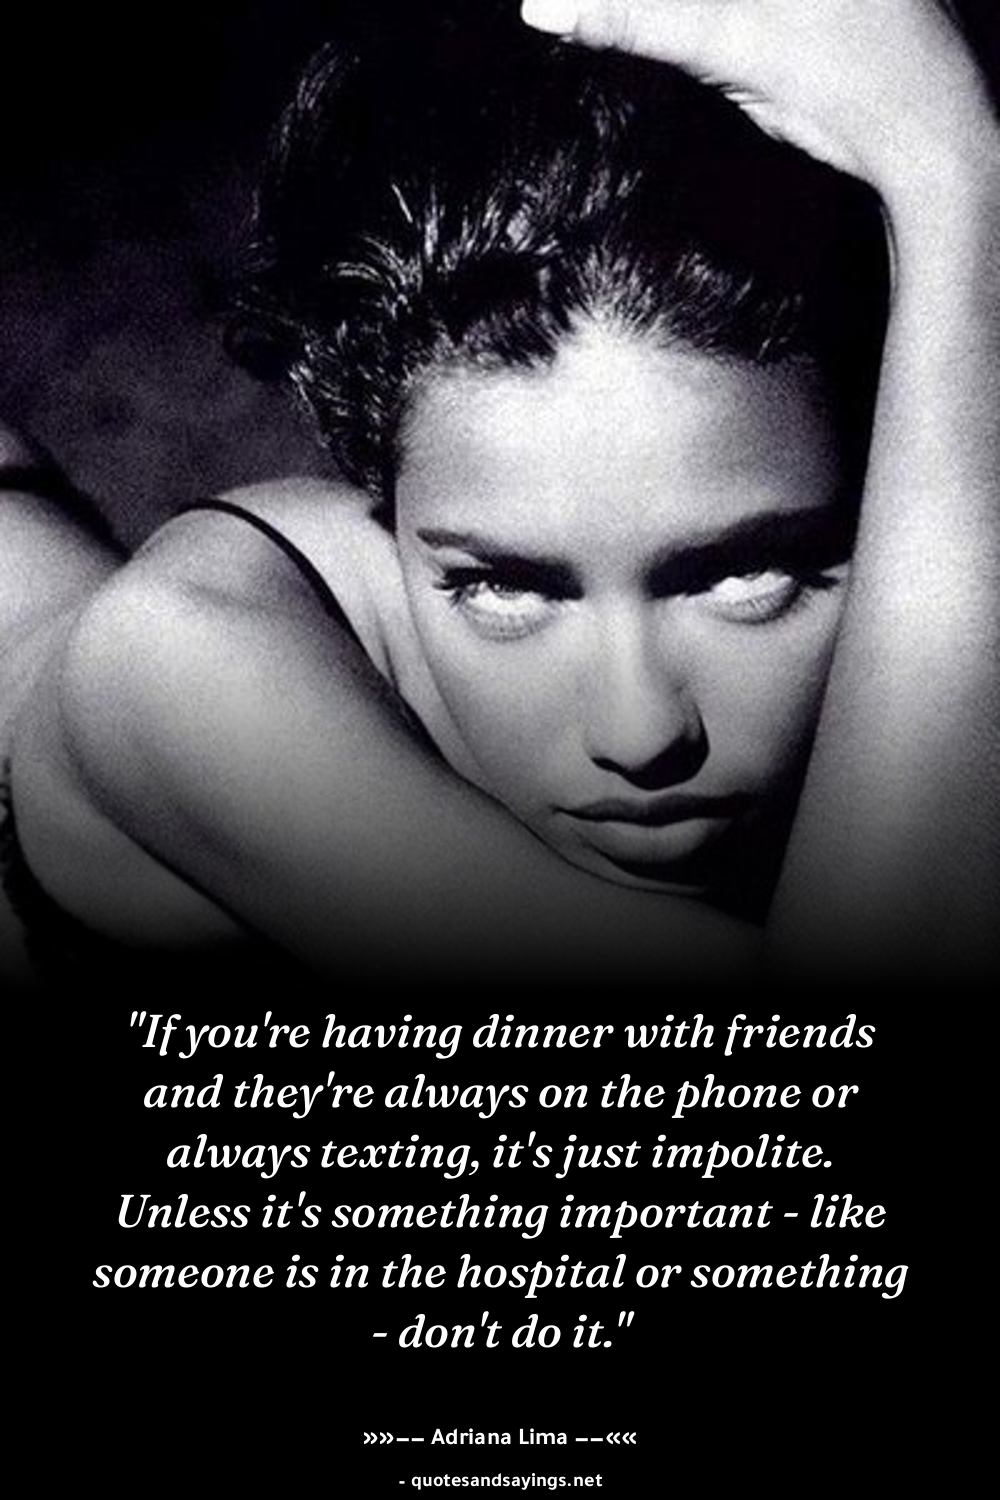 "If you're having dinner with friends
and they're always on the phone or
always texting, it's just impolite.
Unless it's something important - like
someone is in the hospital or something
- don't do it."
»»−− Adriana Lima −−««
- quotesandsayings.net